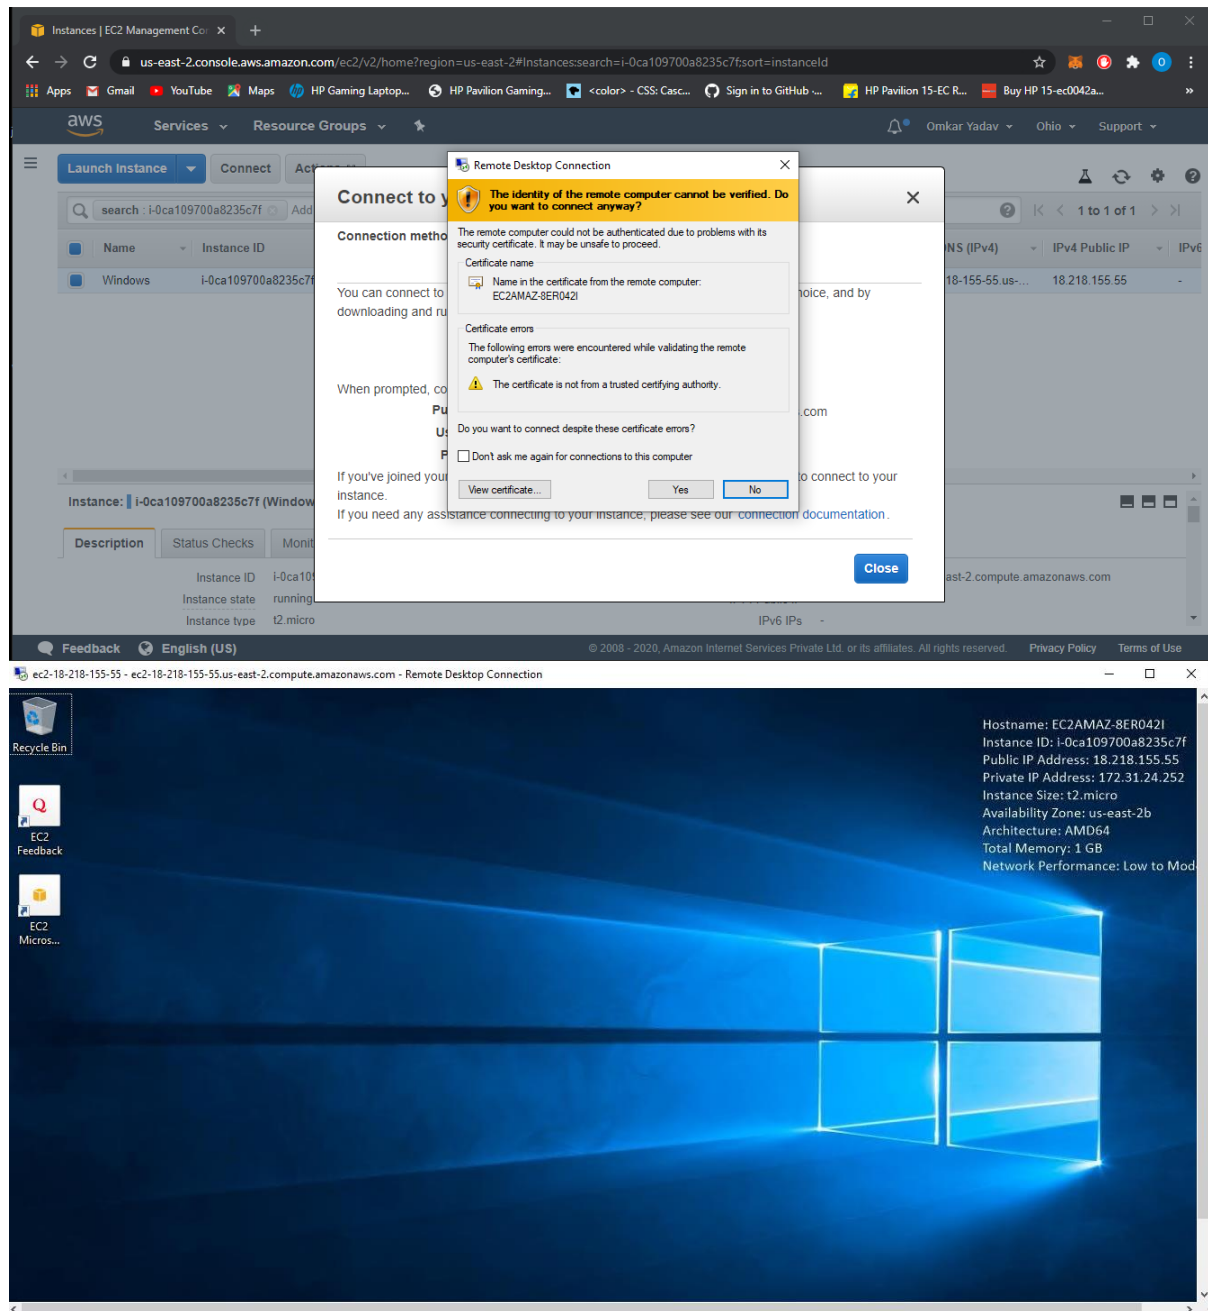 Instances | EC2 Management Co
us-east-2.console.aws.amazon.com/ec2/v2/home?region=us-east-2#Instances:search=i-0ca109700a8235c7f;sort=instanceId
O
Apps Gmail YouTube Maps HP Gaming Laptop... HP Pavilion Gaming... <color> - CSS: Casc... Sign in to GitHub ·... HP Pavilion 15-EC R... Buy HP 15-ec0042a... »
aws Services Resource Groups Omkar Yadav Ohio Support
Launch Instance Connect
search : i-0ca109700a8235c7f Add
1 to 1 of 1
Name Instance ID NS (IPv4) IPv4 Public IP IPv6
Windows i-0ca109700a8235c7f 18-155-55.us-... 18.218.155.55 -
Connect to
Connection metho
You can connect to hoice, and by
downloading and ru
When prompted, co
Pu .com
Us
P
If you've joined your to connect to your
instance.
If you need any assistance connecting to your instance, please see our connection documentation.
Close
Remote Desktop Connection
The identity of the remote computer cannot be verified. Do
you want to connect anyway?
The remote computer could not be authenticated due to problems with its
security certificate. It may be unsafe to proceed.
Certificate name
Name in the certificate from the remote computer:
EC2AMAZ-8ER042I
Certificate errors
The following errors were encountered while validating the remote
computer's certificate:
The certificate is not from a trusted certifying authority.
Do you want to connect despite these certificate errors?
Don't ask me again for connections to this computer
View certificate... Yes No
Instance: i-0ca109700a8235c7f (Window
Description Status Checks Monit
Instance ID i-0ca10 ast-2.compute.amazonaws.com
Instance state running
Instance type t2.micro IPv6 IPs -
Feedback English (US) © 2008 - 2020, Amazon Internet Services Private Ltd. or its affiliates. All rights reserved. Privacy Policy Terms of Use
ec2-18-218-155-55 - ec2-18-218-155-55.us-east-2.compute.amazonaws.com - Remote Desktop Connection
Recycle Bin
EC2
Feedback
EC2
Micros...
Hostname: EC2AMAZ-8ER042I
Instance ID: i-0ca109700a8235c7f
Public IP Address: 18.218.155.55
Private IP Address: 172.31.24.252
Instance Size: t2.micro
Availability Zone: us-east-2b
Architecture: AMD64
Total Memory: 1 GB
Network Performance: Low to Mod